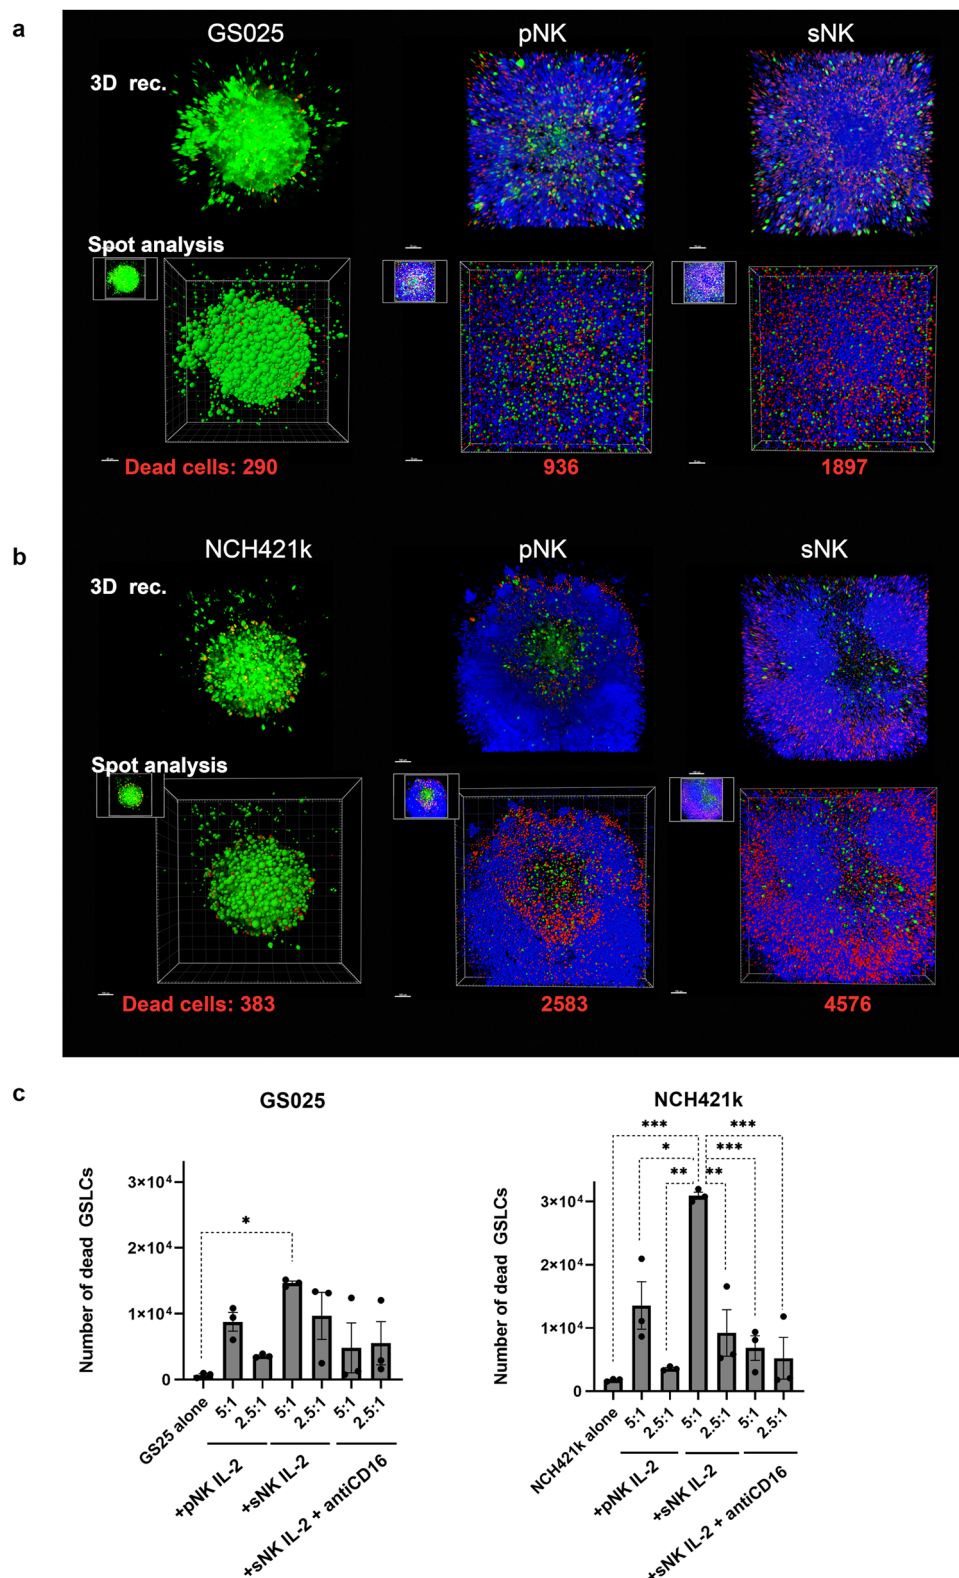 a
GS025 pNK sNK
3D rec.
Spot analysis
Dead cells: 290 936 1897
b
NCH421k pNK sNK
3D rec.
Spot analysis
Dead cells: 383 2583 4576
c
GS025
Number of dead GSLCs
3×10⁴
2×10⁴
1×10⁴
0
*
GS25 alone
5:1 2.5:1 5:1 2.5:1 5:1 2.5:1
+pNK IL-2
+sNK IL-2
+sNK IL-2 + antiCD16
NCH421k
*** ***
* ***
** **
Number of dead GSLCs
3×10⁴
2×10⁴
1×10⁴
0
NCH421k alone
5:1 2.5:1 5:1 2.5:1 5:1 2.5:1
+pNK IL-2
+sNK IL-2
+sNK IL-2 + antiCD16